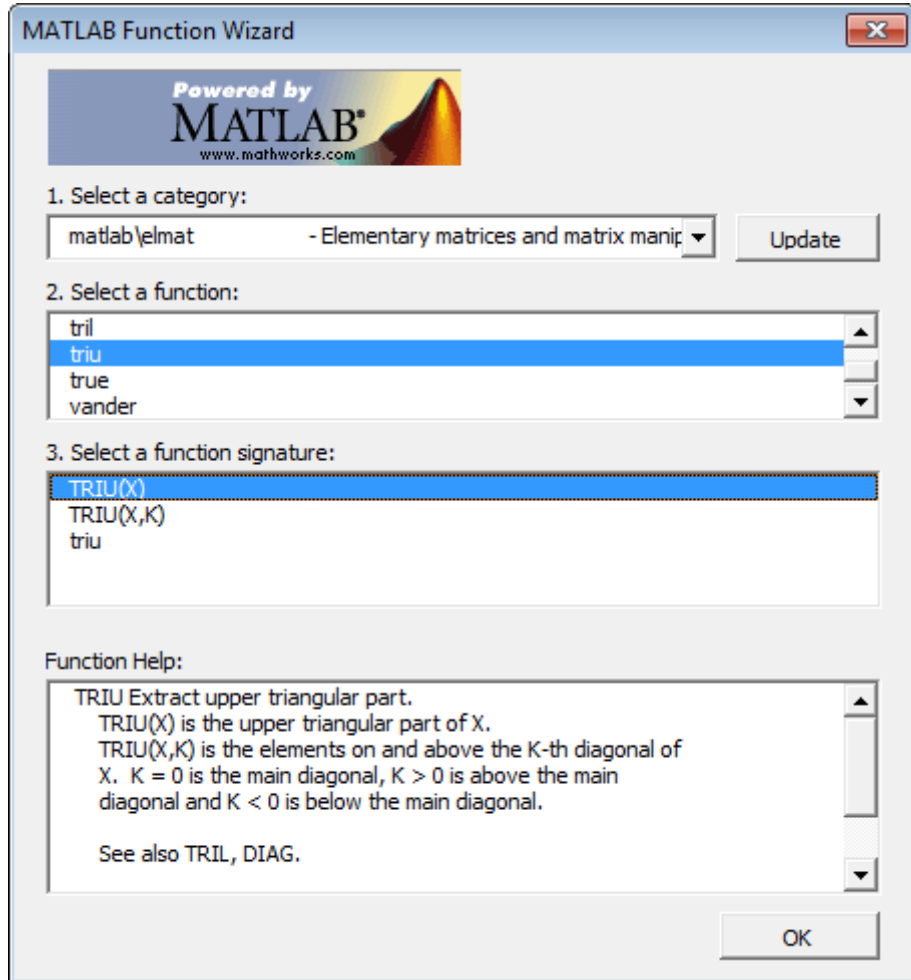 MATLAB Function Wizard
Powered by
MATLAB®
www.mathworks.com
1. Select a category:
matlab\elmat - Elementary matrices and matrix manip
Update
2. Select a function:
tril
triu
true
vander
3. Select a function signature:
TRIU(X)
TRIU(X,K)
triu
Function Help:
TRIU Extract upper triangular part.
TRIU(X) is the upper triangular part of X.
TRIU(X,K) is the elements on and above the K-th diagonal of
X. K = 0 is the main diagonal, K > 0 is above the main
diagonal and K < 0 is below the main diagonal.
See also TRIL, DIAG.
OK